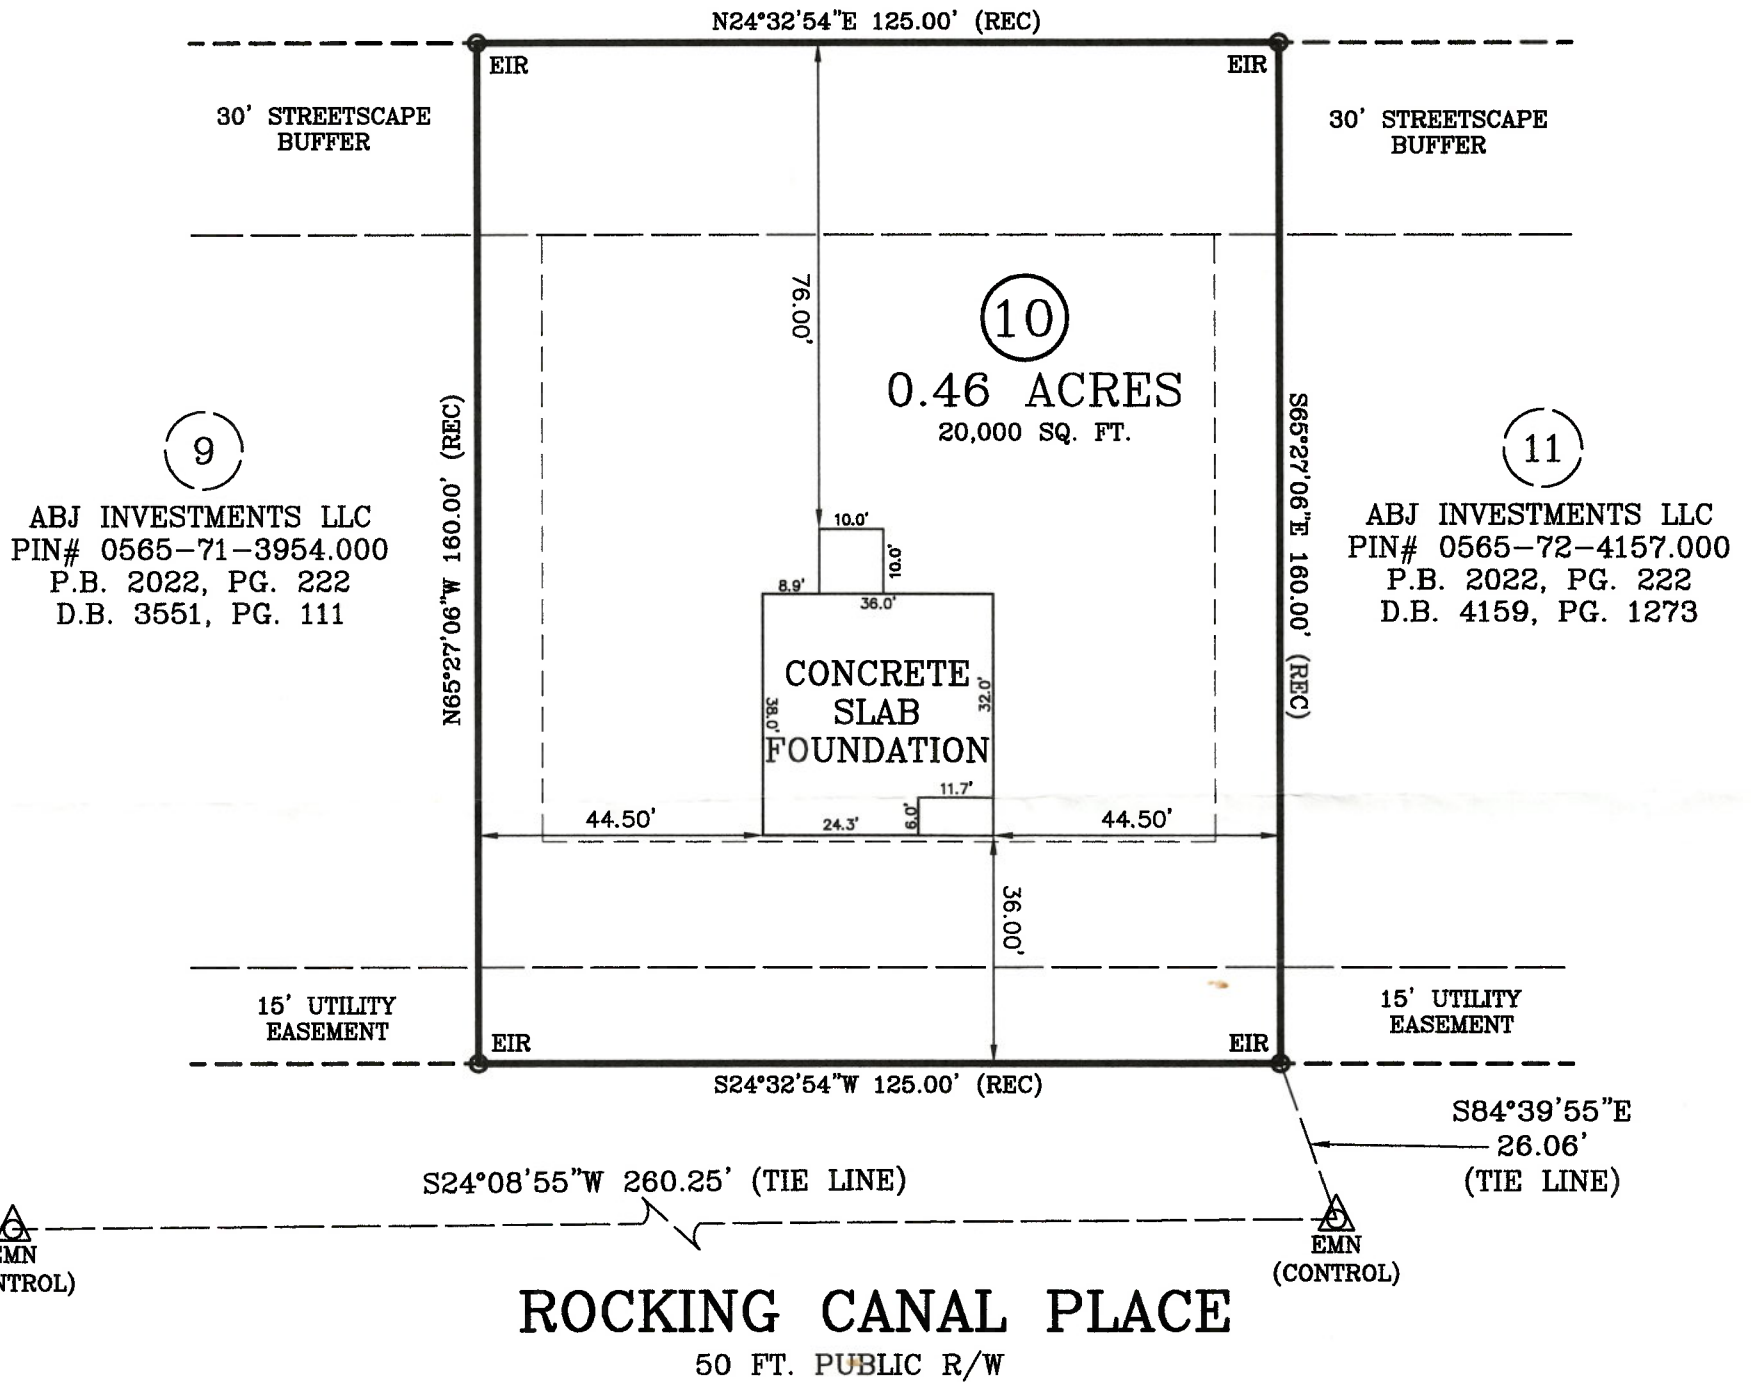 N24°32'54"E 125.00' (REC)
EIR
EIR
30' STREETSCAPE
BUFFER
30' STREETSCAPE
BUFFER
76.00'
10
0.46 ACRES
20,000 SQ. FT.
N65°27'06"W 160.00' (REC)
S65°27'06"E 160.00' (REC)
9
ABJ INVESTMENTS LLC
PIN# 0565-71-3954.000
P.B. 2022, PG. 222
D.B. 3551, PG. 111
11
ABJ INVESTMENTS LLC
PIN# 0565-72-4157.000
P.B. 2022, PG. 222
D.B. 4159, PG. 1273
10.0'
10.0'
8.9'
36.0'
CONCRETE
SLAB
FOUNDATION
38.0'
32.0'
11.7'
6.0'
24.3'
44.50'
44.50'
36.00'
15' UTILITY
EASEMENT
15' UTILITY
EASEMENT
EIR
EIR
S24°32'54"W 125.00' (REC)
S84°39'55"E
26.06'
(TIE LINE)
S24°08'55"W 260.25' (TIE LINE)
EMN
NTROL)
EMN
(CONTROL)
ROCKING CANAL PLACE
50 FT. PUBLIC R/W